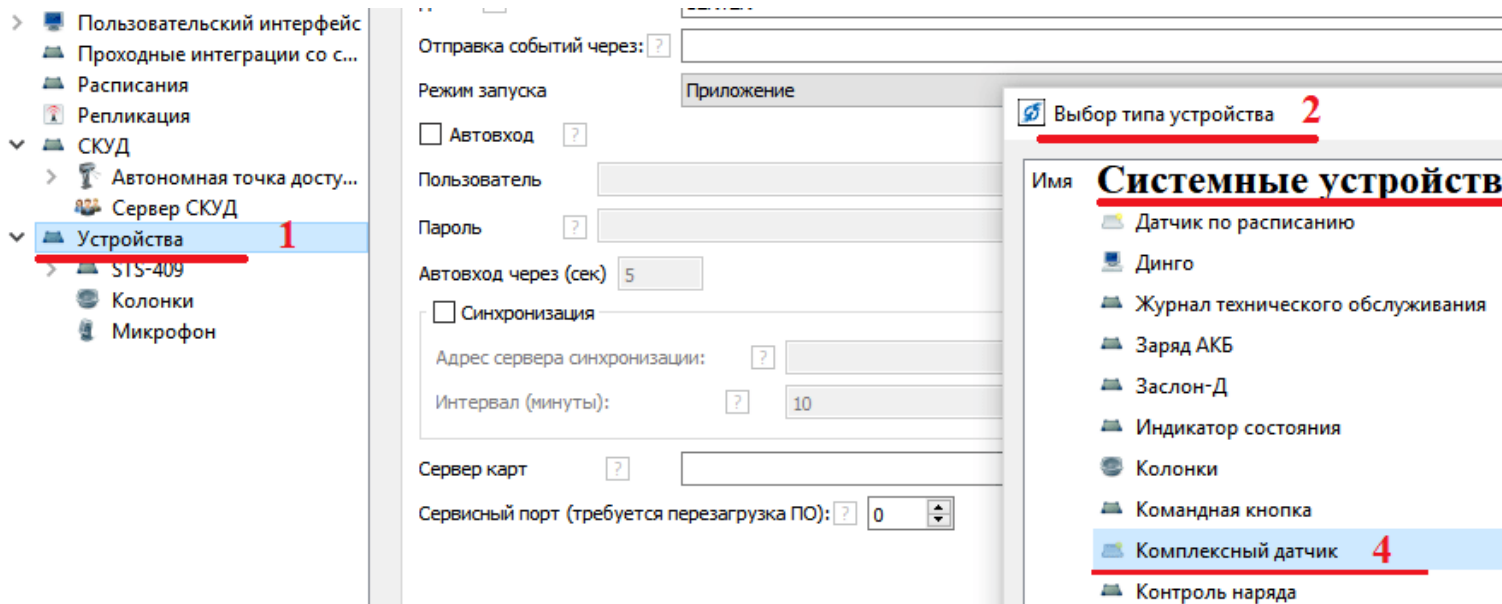 Пользовательский интерфейс
Проходные интеграции со с...
Расписания
Репликация
СКУД
Автономная точка досту...
Сервер СКУД
Устройства 1
STS-409
Колонки
Микрофон
Отправка событий через: ?
Режим запуска Приложение
Автовход ?
Пользователь
Пароль ?
Автовход через (сек) 5
Синхронизация
Адрес сервера синхронизации: ?
Интервал (минуты): ? 10
Сервер карт ?
Сервисный порт (требуется перезагрузка ПО): ? 0
Выбор типа устройства 2
Имя Системные устройств
Датчик по расписанию
Динго
Журнал технического обслуживания
Заряд АКБ
Заслон-Д
Индикатор состояния
Колонки
Командная кнопка
Комплексный датчик 4
Контроль наряда